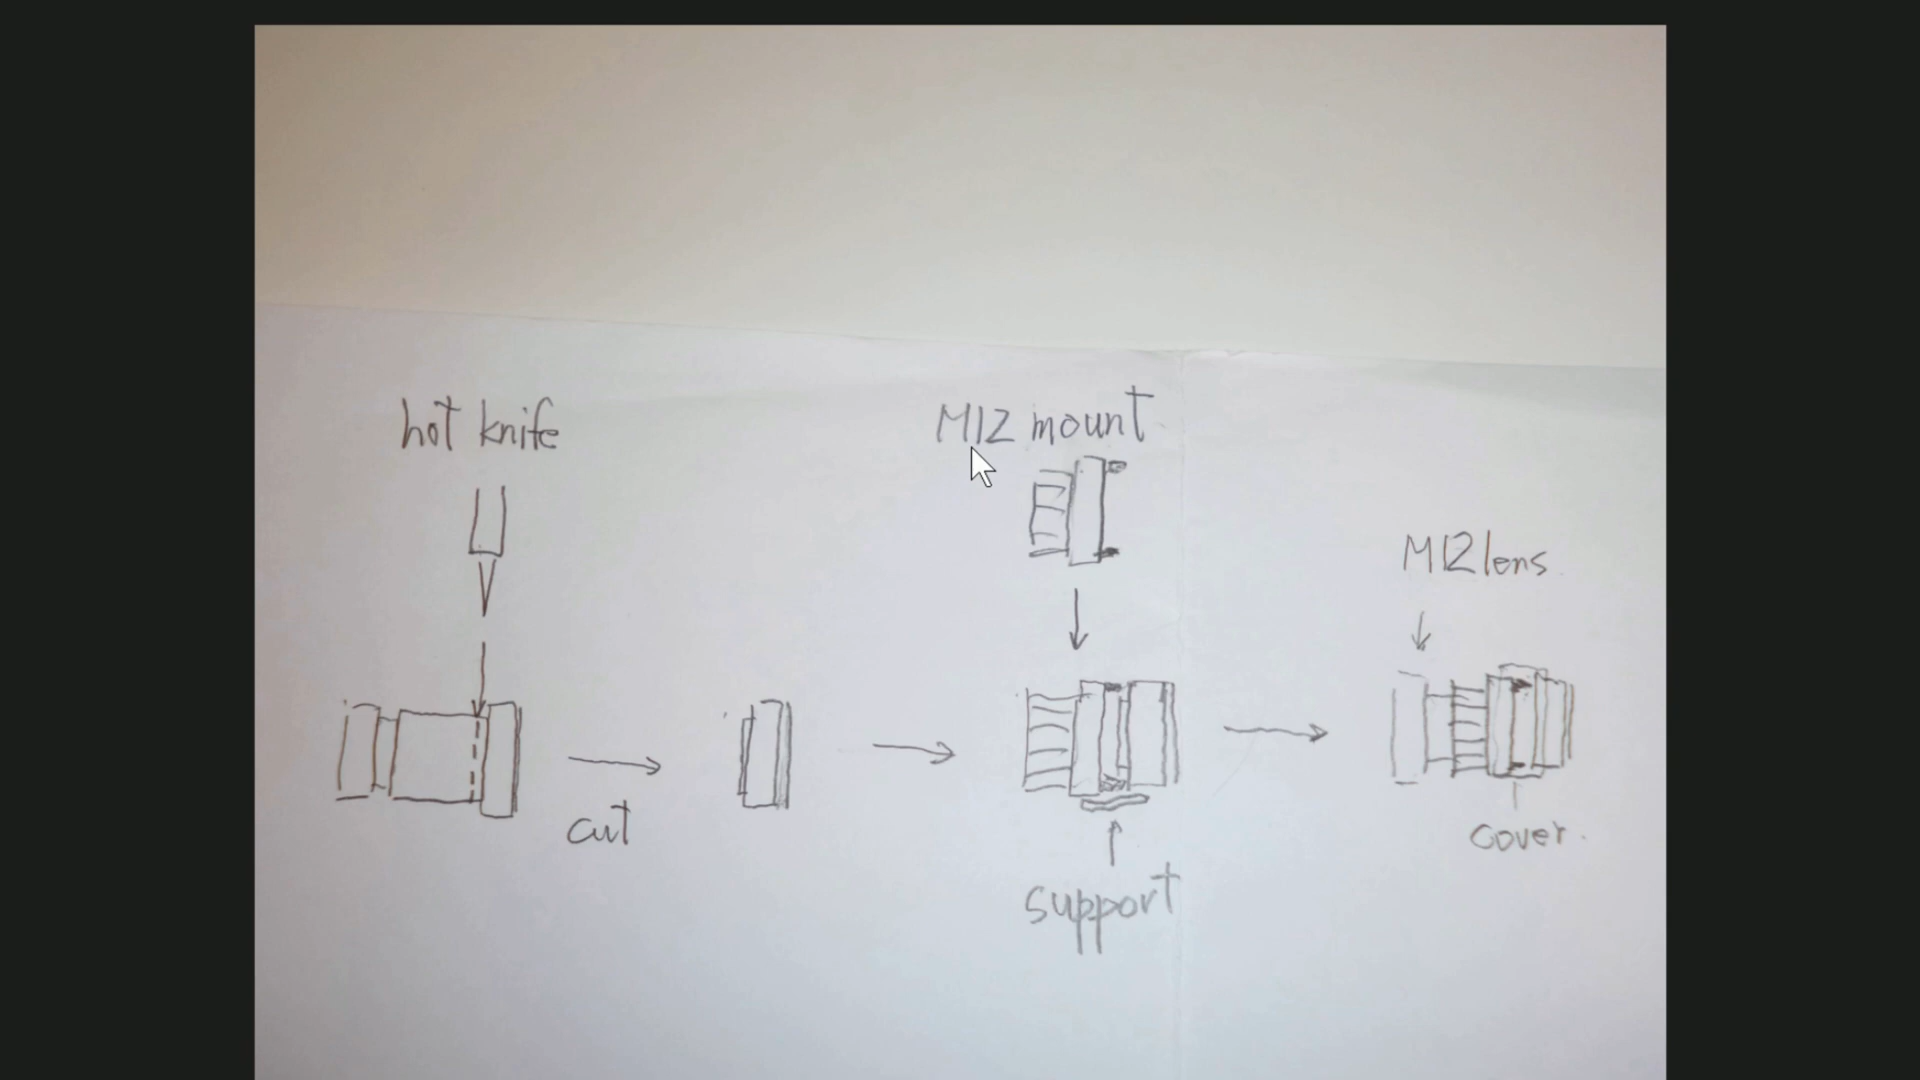 hot knife
M12 mount
M12 lens
cut
support
cover.